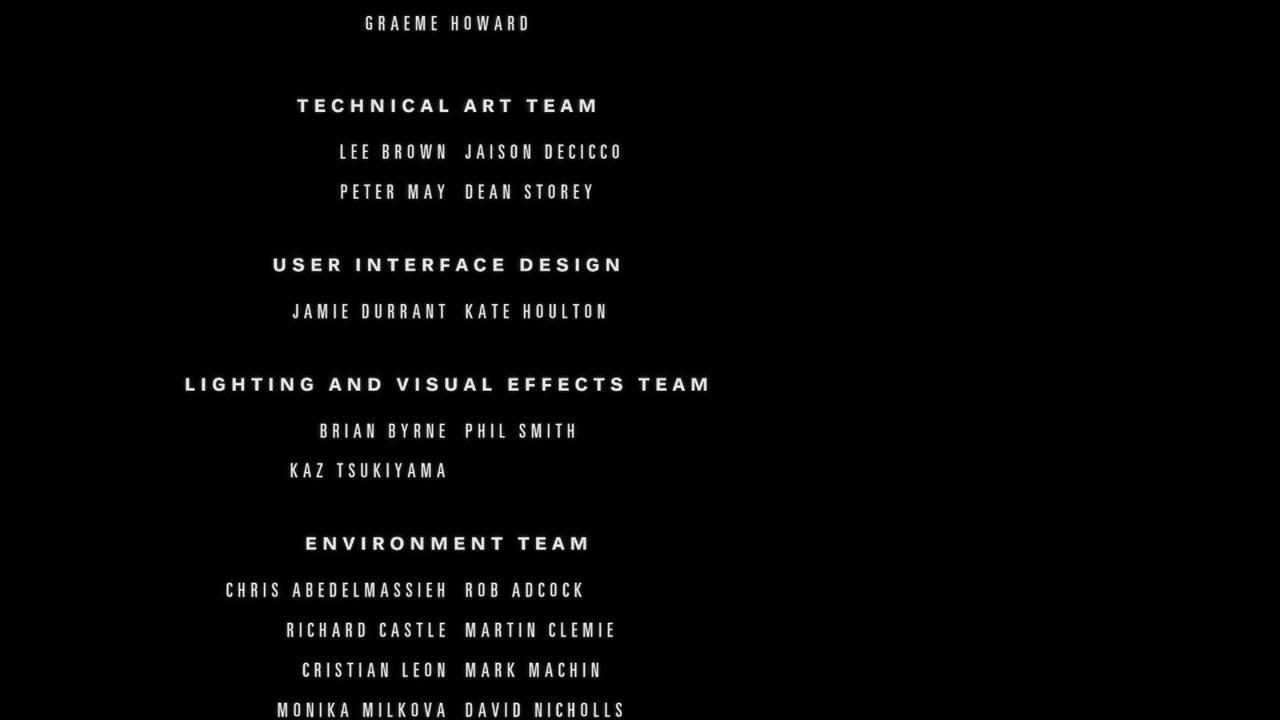 GRAEME HOWARD
TECHNICAL ART TEAM
LEE BROWN JAISON DECICCO
PETER MAY DEAN STOREY
USER INTERFACE DESIGN
JAMIE DURRANT KATE HOULTON
LIGHTING AND VISUAL EFFECTS TEAM
BRIAN BYRNE PHIL SMITH
KAZ TSUKIYAMA
ENVIRONMENT TEAM
CHRIS ABEDELMASSIEH ROB ADCOCK
RICHARD CASTLE MARTIN CLEMIE
CRISTIAN LEON MARK MACHIN
MONIKA MILKOVA DAVID NICHOLLS